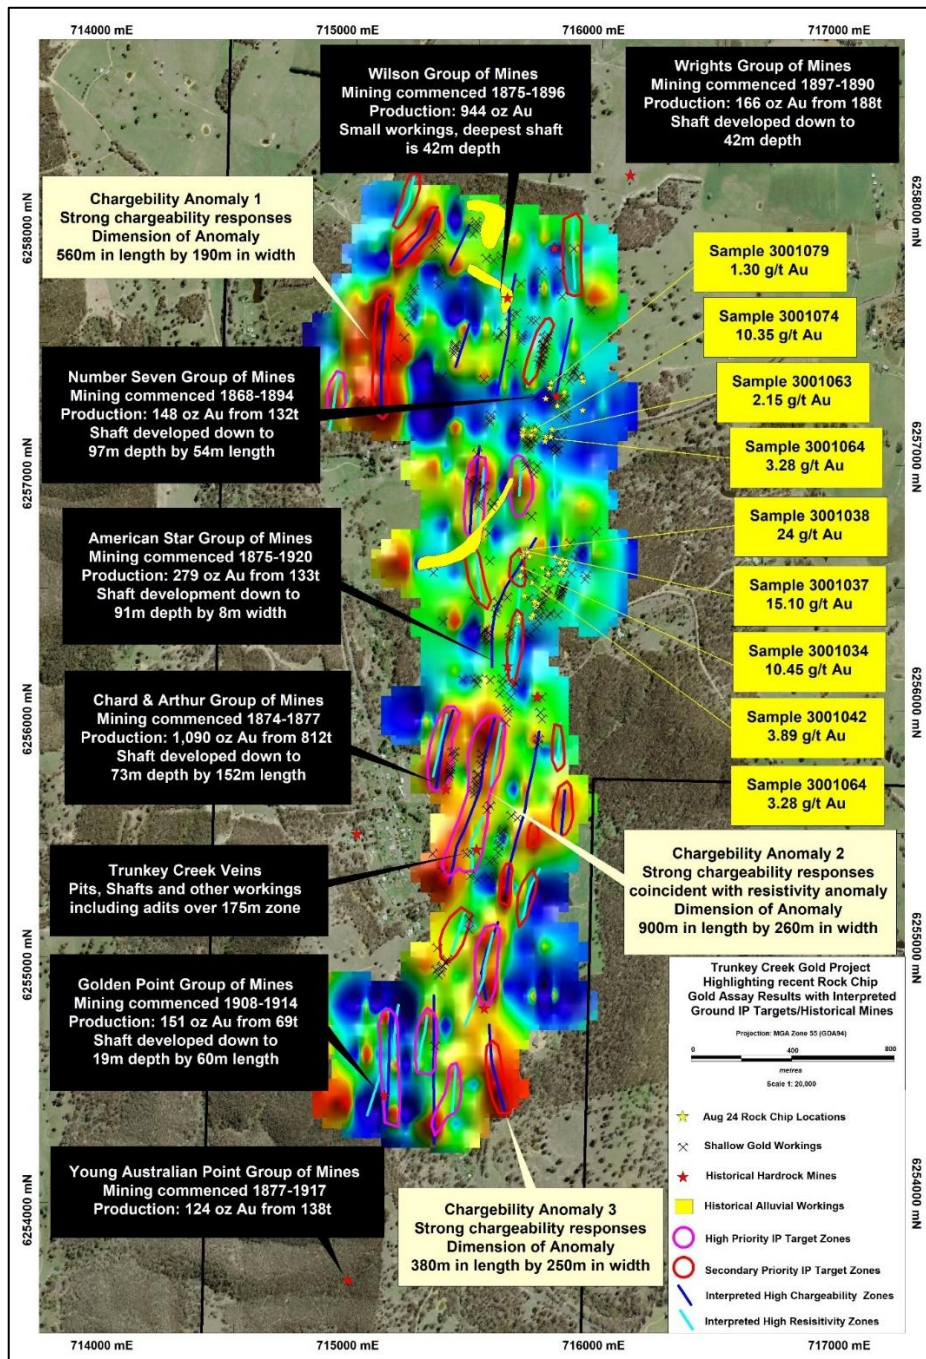 714000 mE
715000 mE
716000 mE
717000 mE
Wilson Group of Mines
Mining commenced 1875-1896
Production: 944 oz Au
Small workings, deepest shaft
is 42m depth
Wrights Group of Mines
Mining commenced 1897-1890
Production: 166 oz Au from 188t
Shaft developed down to
42m depth
6258000 mN
6258000 mN
Chargebility Anomaly 1
Strong chargeability responses
Dimension of Anomaly
560m in length by 190m in width
Sample 3001079
1.30 g/t Au
Sample 3001074
10.35 g/t Au
Number Seven Group of Mines
Mining commenced 1868-1894
Production: 148 oz Au from 132t
Shaft developed down to
97m depth by 54m length
Sample 3001063
2.15 g/t Au
Sample 3001064
3.28 g/t Au
6257000 mN
6257000 mN
American Star Group of Mines
Mining commenced 1875-1920
Production: 279 oz Au from 133t
Shaft development down to
91m depth by 8m width
Sample 3001038
24 g/t Au
Sample 3001037
15.10 g/t Au
Sample 3001034
10.45 g/t Au
6256000 mN
6256000 mN
Chard & Arthur Group of Mines
Mining commenced 1874-1877
Production: 1,090 oz Au from 812t
Shaft developed down to
73m depth by 152m length
Sample 3001042
3.89 g/t Au
Sample 3001064
3.28 g/t Au
Trunkey Creek Veins
Pits, Shafts and other workings
including adits over 175m zone
Chargebility Anomaly 2
Strong chargeability responses
coincident with resistivity anomaly
Dimension of Anomaly
900m in length by 260m in width
6255000 mN
6255000 mN
Golden Point Group of Mines
Mining commenced 1908-1914
Production: 151 oz Au from 69t
Shaft developed down to
19m depth by 60m length
Young Australian Point Group of Mines
Mining commenced 1877-1917
Production: 124 oz Au from 138t
Chargebility Anomaly 3
Strong chargeability responses
Dimension of Anomaly
380m in length by 250m in width
6254000 mN
6254000 mN
Trunkey Creek Gold Project
Highlighting recent Rock Chip
Gold Assay Results with Interpreted
Ground IP Targets/Historical Mines
Projection: MGA Zone 55 (GDA94)
0 400 800
metres
Scale 1: 20,000
Aug 24 Rock Chip Locations
Shallow Gold Workings
Historical Hardrock Mines
Historical Alluvial Workings
High Priority IP Target Zones
Secondary Priority IP Target Zones
Interpreted High Chargeability Zones
Interpreted High Resisitivity Zones
714000 mE
715000 mE
716000 mE
717000 mE